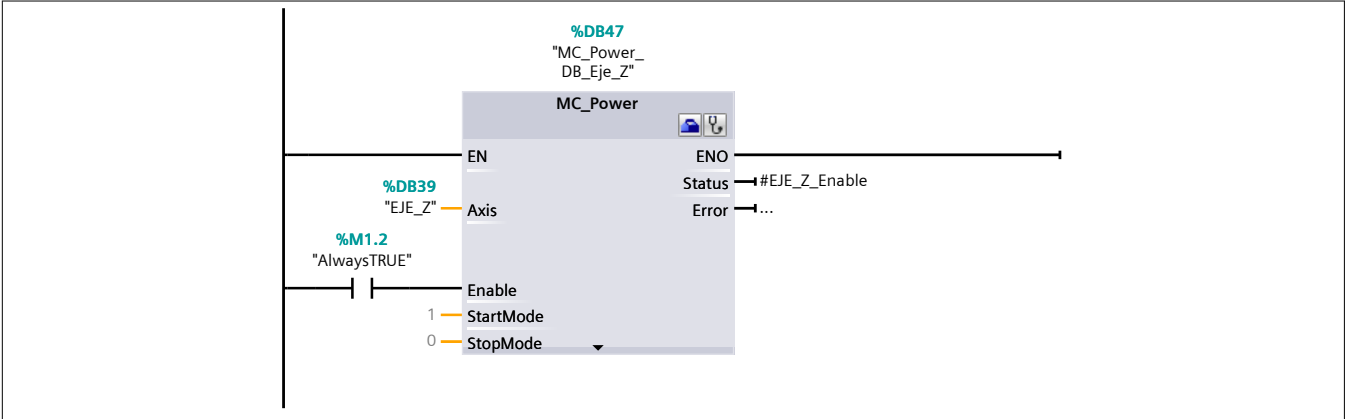 %DB47
"MC_Power_
DB_Eje_Z"
MC_Power
EN
ENO
%DB39
"EJE_Z"
Axis
Status
#EJE_Z_Enable
Error
...
%M1.2
"AlwaysTRUE"
Enable
1
StartMode
0
StopMode